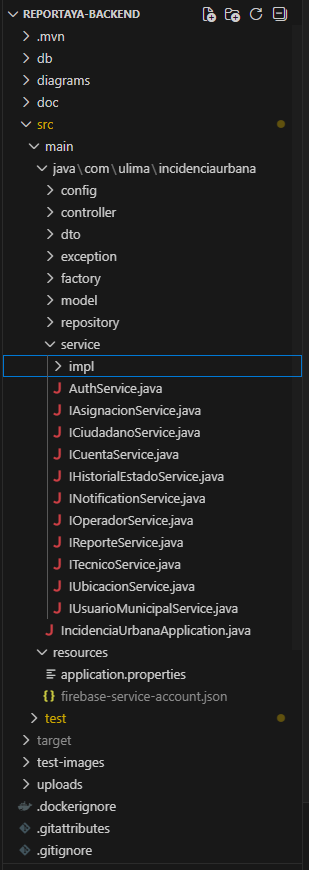 REPORTAYA-BACKEND
.mvn
db
diagrams
doc
src
main
java\com\ulima\incidenciaurbana
config
controller
dto
exception
factory
model
repository
service
impl
AuthService.java
IAsignacionService.java
ICiudadanoService.java
ICuentaService.java
IHistorialEstadoService.java
INotificationService.java
IOperadorService.java
IReporteService.java
ITecnicoService.java
IUbicacionService.java
IUsuarioMunicipalService.java
IncidenciaUrbanaApplication.java
resources
application.properties
firebase-service-account.json
test
target
test-images
uploads
.dockerignore
.gitattributes
.gitignore